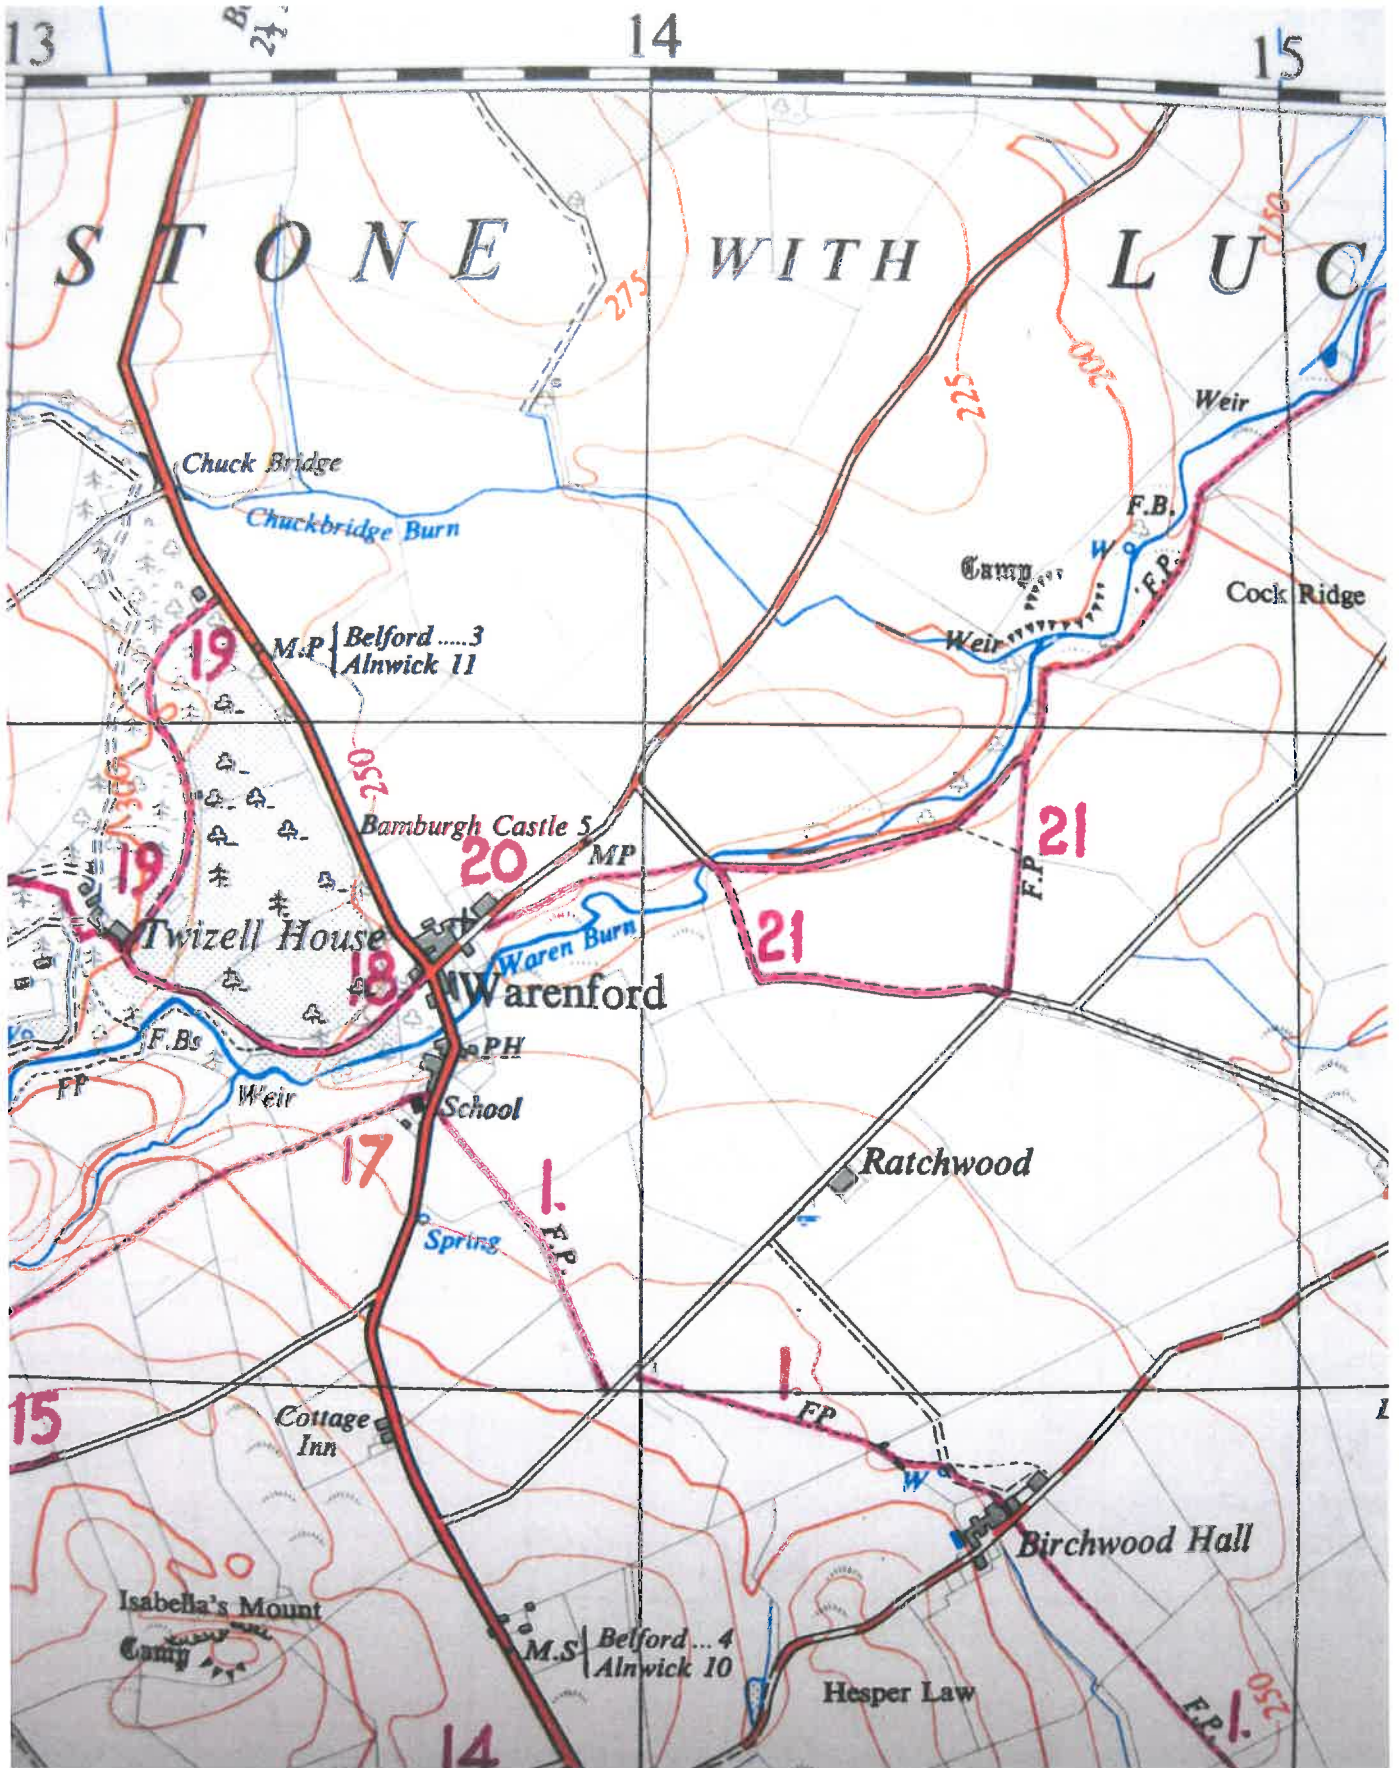 13
14
15
STONE WITH LUC
275
150
225
200
Weir
Chuck Bridge
Chuckbridge Burn
F.B.
W
Camp
F.P.
Cock Ridge
Weir
19
M.P Belford.....3
Alnwick 11
250
300
Bamburgh Castle 5
MP
20
21
F.P
19
Twizell House
18
Waren Burn
21
Warenford
F.Bs
PH
FP
Weir
School
17
1.
F.P.
Ratchwood
Spring
15
1
FP
Cottage
Inn
W
Birchwood Hall
Isabella's Mount
Camp
M.S Belford...4
Alnwick 10
Hesper Law
F.P.
1.
250
14